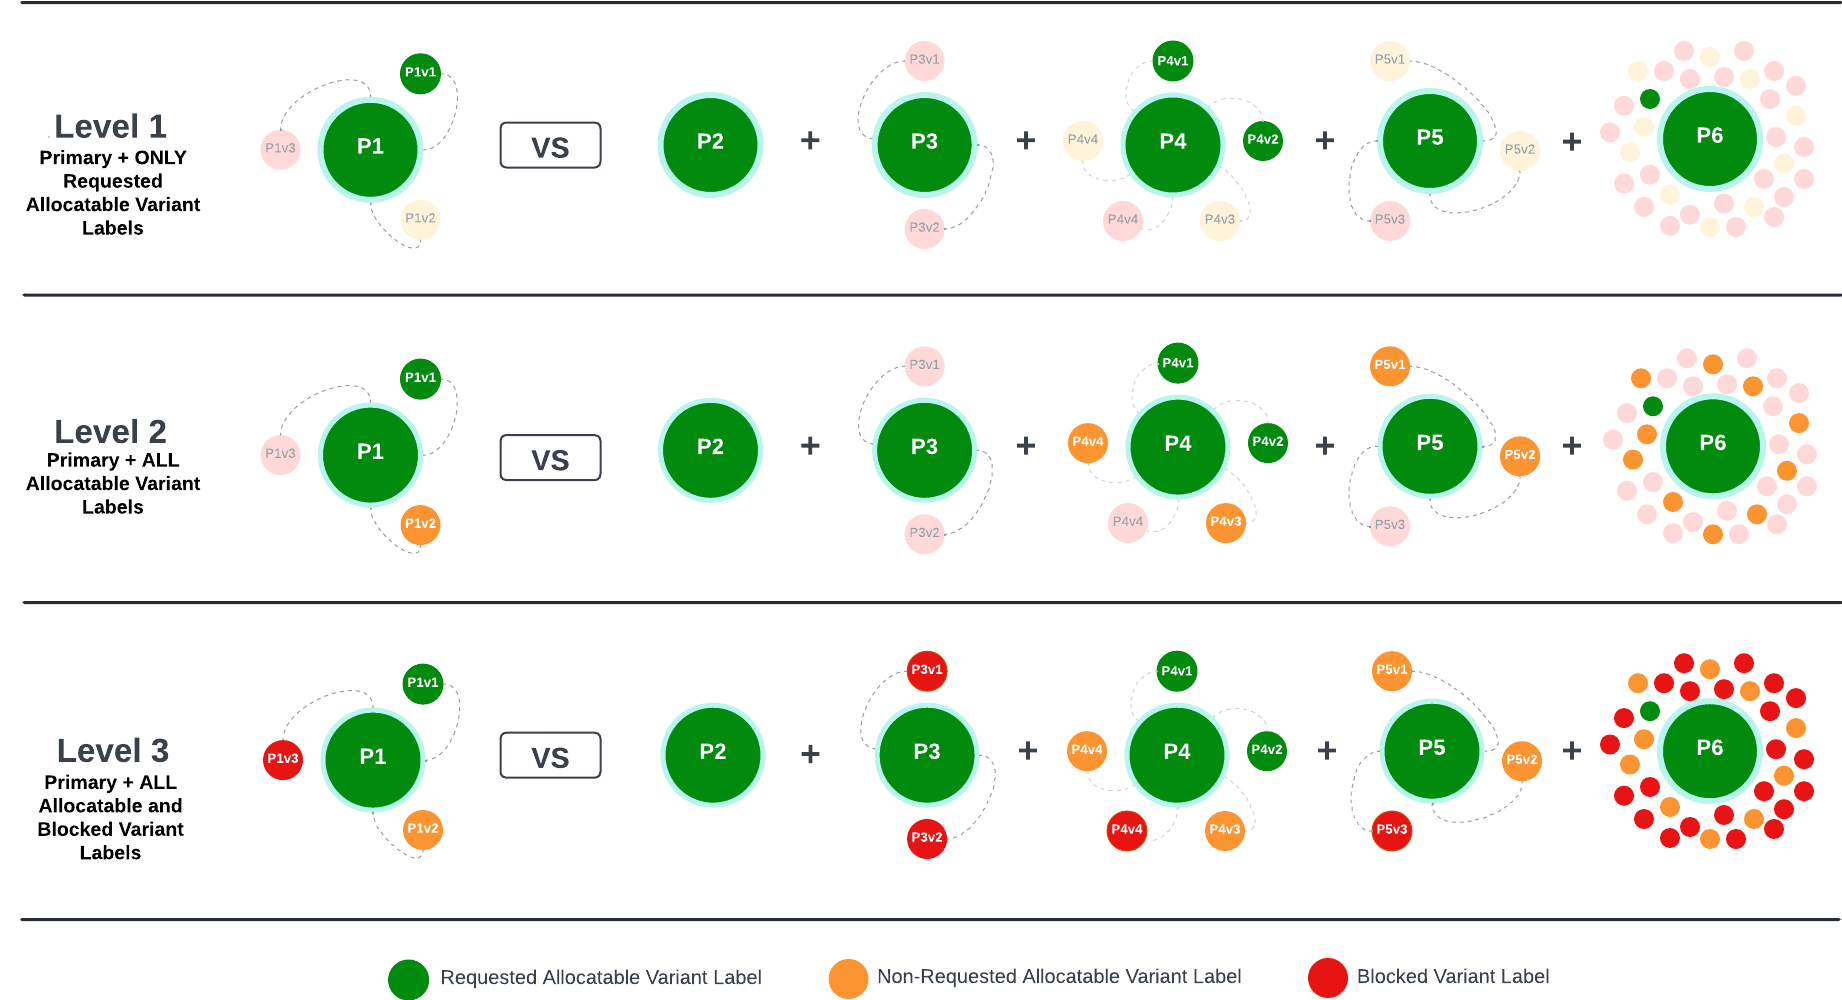 Level 1
Primary + ONLY
Requested
Allocatable Variant
Labels
P1v1
P1v3
P1
P1v2
VS
P2
+
P3v1
P3
P3v2
+
P4v1
P4v4
P4
P4v2
P4v4
P4v3
+
P5v1
P5
P5v2
P5v3
+
P6
Level 2
Primary + ALL
Allocatable Variant
Labels
P1v1
P1v3
P1
P1v2
VS
P2
+
P3v1
P3
P3v2
+
P4v1
P4v4
P4
P4v2
P4v4
P4v3
+
P5v1
P5
P5v2
P5v3
+
P6
Level 3
Primary + ALL
Allocatable and
Blocked Variant
Labels
P1v1
P1v3
P1
P1v2
VS
P2
+
P3v1
P3
P3v2
+
P4v1
P4v4
P4
P4v2
P4v4
P4v3
+
P5v1
P5
P5v2
P5v3
+
P6
Requested Allocatable Variant Label
Non-Requested Allocatable Variant Label
Blocked Variant Label